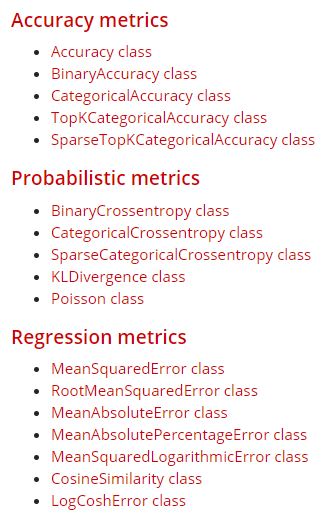 Accuracy metrics
Accuracy class
BinaryAccuracy class
CategoricalAccuracy class
TopKCategoricalAccuracy class
SparseTopKCategoricalAccuracy class
Probabilistic metrics
BinaryCrossentropy class
CategoricalCrossentropy class
SparseCategoricalCrossentropy class
KLDivergence class
Poisson class
Regression metrics
MeanSquaredError class
RootMeanSquaredError class
MeanAbsoluteError class
MeanAbsolutePercentageError class
MeanSquaredLogarithmicError class
CosineSimilarity class
LogCoshError class